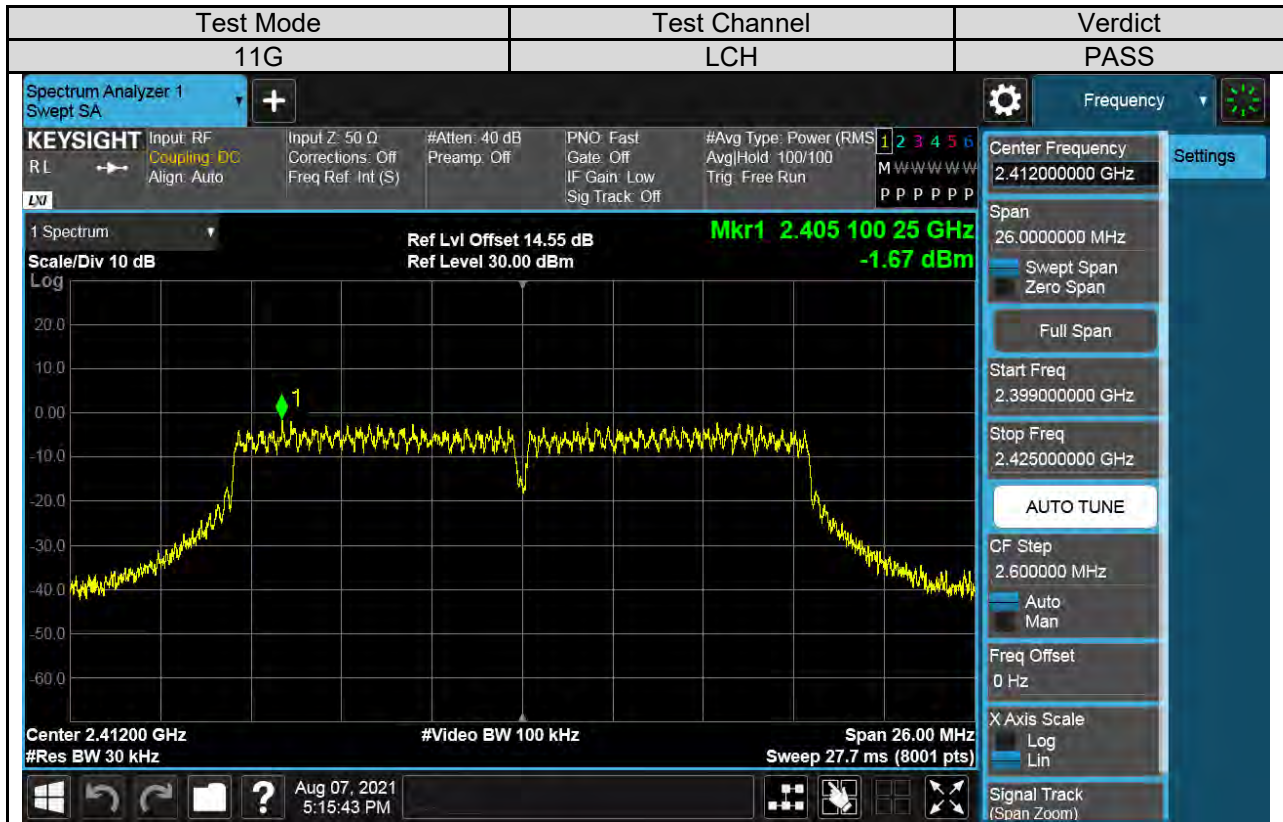 Test Mode Test Channel Verdict
11G LCH PASS
Spectrum Analyzer 1
Swept SA
+
Frequency
KEYSIGHT
RL
LXI
Input: RF
Coupling: DC
Align: Auto
Input Z: 50 Ω
Corrections: Off
Freq Ref: Int (S)
#Atten: 40 dB
Preamp: Off
PNO: Fast
Gate: Off
IF Gain: Low
Sig Track: Off
#Avg Type: Power (RMS
Avg|Hold: 100/100
Trig: Free Run
1 2 3 4 5 6
M W W W W W
P P P P P P
1 Spectrum
Scale/Div 10 dB
Ref Lvl Offset 14.55 dB
Ref Level 30.00 dBm
Mkr1 2.405 100 25 GHz
-1.67 dBm
Log
20.0
10.0
0.00
-10.0
-20.0
-30.0
-40.0
-50.0
-60.0
1
Center 2.41200 GHz
#Res BW 30 kHz
#Video BW 100 kHz
Span 26.00 MHz
Sweep 27.7 ms (8001 pts)
?
Aug 07, 2021
5:15:43 PM
Center Frequency
2.412000000 GHz
Settings
Span
26.0000000 MHz
Swept Span
Zero Span
Full Span
Start Freq
2.399000000 GHz
Stop Freq
2.425000000 GHz
AUTO TUNE
CF Step
2.600000 MHz
Auto
Man
Freq Offset
0 Hz
X Axis Scale
Log
Lin
Signal Track
(Span Zoom)